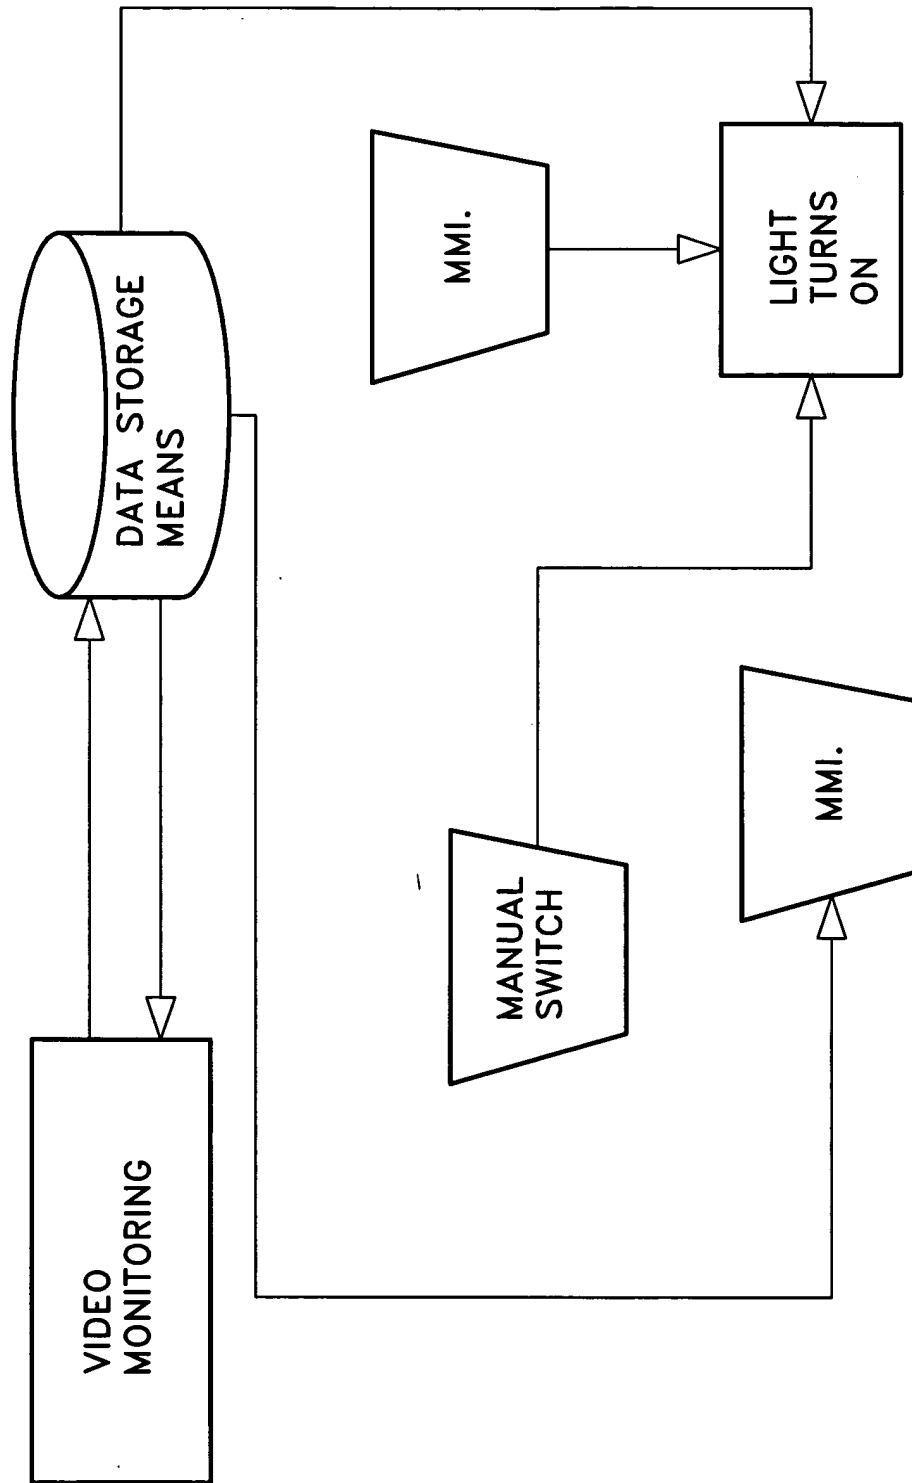 VIDEO
MONITORING
DATA STORAGE
MEANS
MANUAL
SWITCH
MMI.
MMI.
LIGHT
TURNS
ON